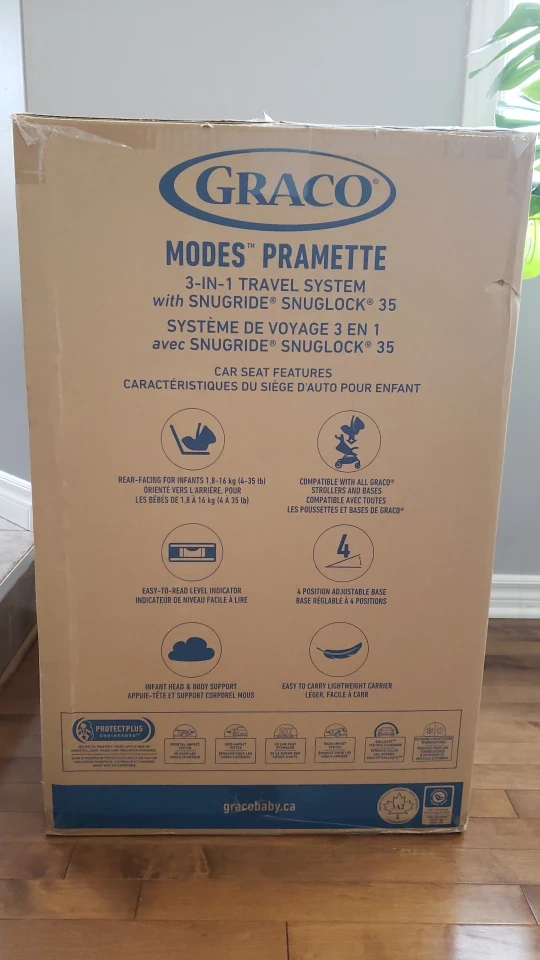 GRACO®
MODES™ PRAMETTE
3-IN-1 TRAVEL SYSTEM
with SNUGRIDE® SNUGLOCK® 35
SYSTÈME DE VOYAGE 3 EN 1
avec SNUGRIDE® SNUGLOCK® 35
CAR SEAT FEATURES
CARACTÉRISTIQUES DU SIÈGE D'AUTO POUR ENFANT
REAR-FACING FOR INFANTS 1.8-16 kg (4-35 lb)
ORIENTÉ VERS L'ARRIÈRE, POUR
LES BÉBÉS DE 1.8 À 16 kg (4 À 35 lb)
COMPATIBLE WITH ALL GRACO®
STROLLERS AND BASES
COMPATIBLE AVEC TOUTES
LES POUSSETTES ET BASES DE GRACO®
EASY-TO-READ LEVEL INDICATOR
INDICATEUR DE NIVEAU FACILE À LIRE
4
4 POSITION ADJUSTABLE BASE
BASE RÉGLABLE À 4 POSITIONS
INFANT HEAD & BODY SUPPORT
APPUIE-TÊTE ET SUPPORT CORPOREL MOUS
EASY TO CARRY LIGHTWEIGHT CARRIER
LÉGER, FACILE À CARR
PROTECTPLUS
ENGINEERED™
gracobaby.ca